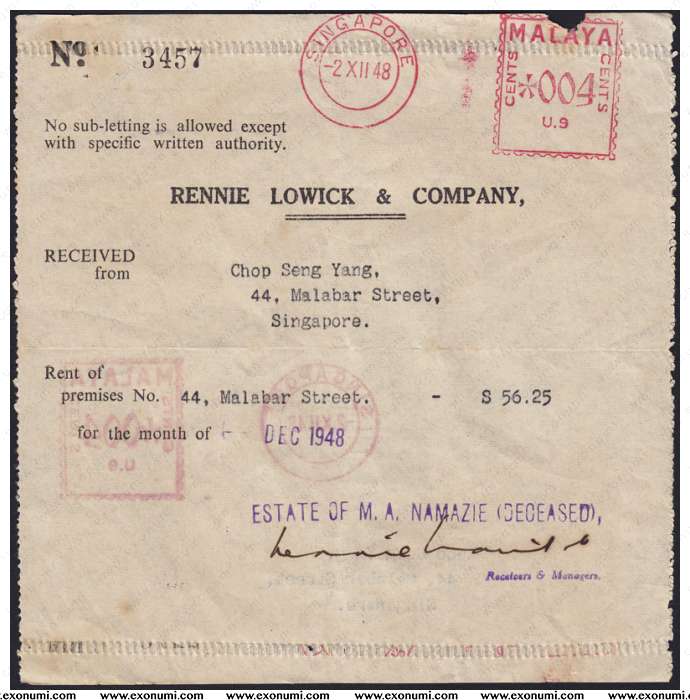 Nº. 3457
SINGAPORE
-2 XII 48
MALAYA
CENTS *004 CENTS
U.9
No sub-letting is allowed except
with specific written authority.
RENNIE LOWICK & COMPANY,
RECEIVED
from
Chop Seng Yang,
44, Malabar Street,
Singapore.
Rent of
premises No. 44, Malabar Street. - $ 56.25
for the month of - DEC 1948
ESTATE OF M. A. NAMAZIE (DECEASED),
Rennie Lowick & Co
Receivers & Managers.
www.exonumi.com www.exonumi.com www.exonumi.com www.exonumi.com